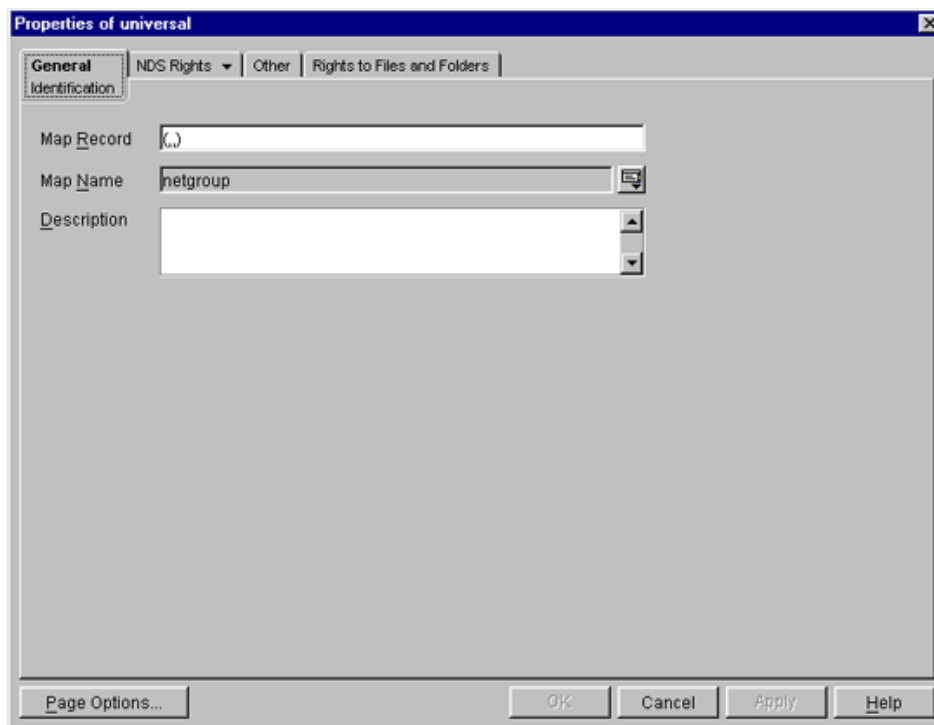 Properties of universal
General NDS Rights Other Rights to Files and Folders
Identification
Map Record (,,)
Map Name netgroup
Description
Page Options... OK Cancel Apply Help